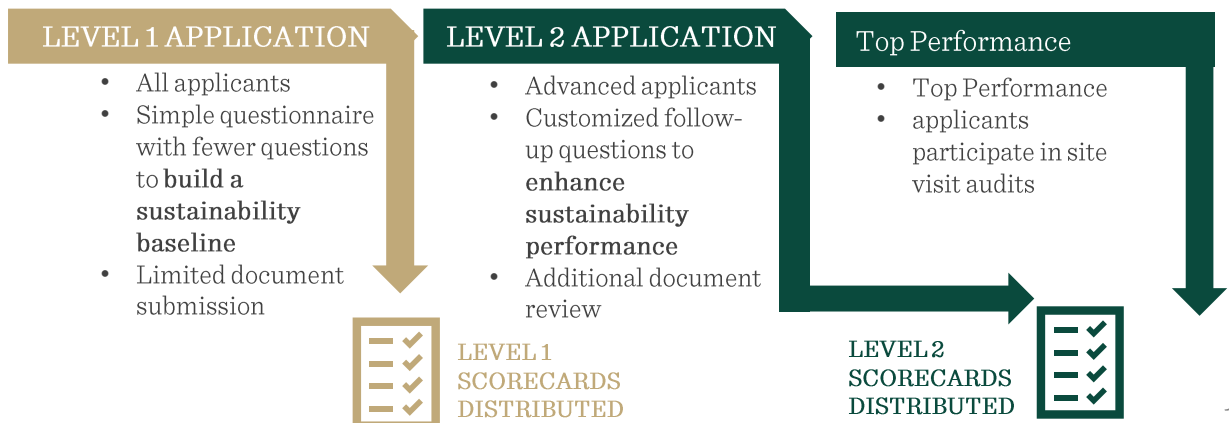 LEVEL 1 APPLICATION
• All applicants
• Simple questionnaire
with fewer questions
to build a
sustainability
baseline
• Limited document
submission
LEVEL 1
SCORECARDS
DISTRIBUTED
LEVEL 2 APPLICATION
• Advanced applicants
• Customized follow-
up questions to
enhance
sustainability
performance
• Additional document
review
LEVEL 2
SCORECARDS
DISTRIBUTED
Top Performance
• Top Performance
• applicants
participate in site
visit audits